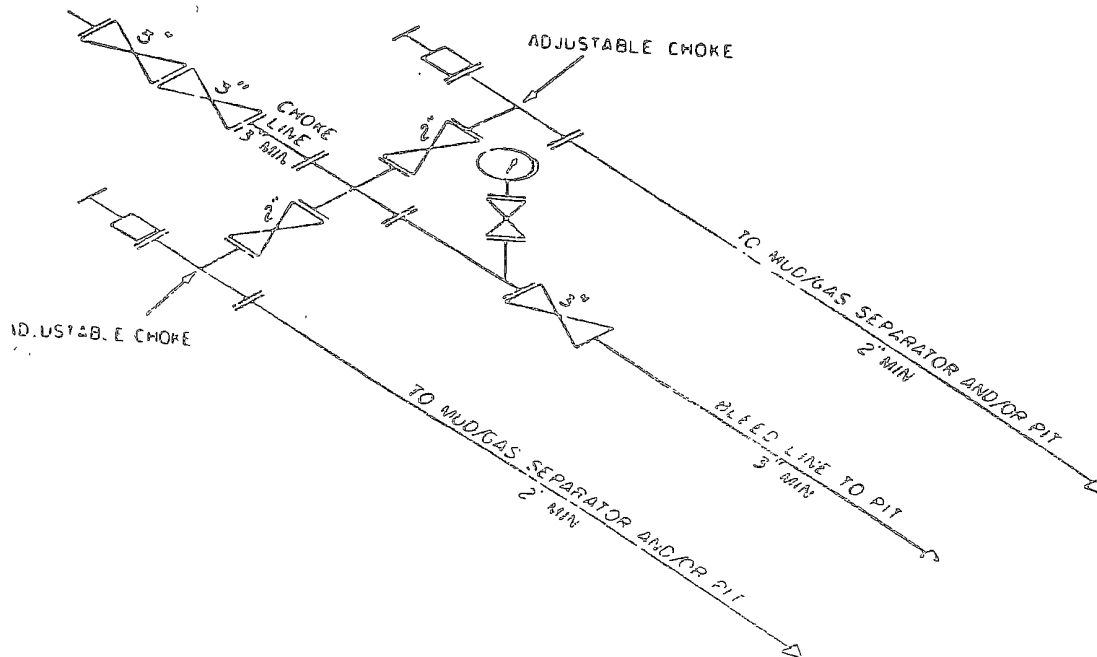 3"
3"
CHOKE
LINE
3" MIN
ADJUSTABLE CHOKE
2"
2"
3"
ADJUSTABLE CHOKE
TO MUD/GAS SEPARATOR AND/OR PIT
2" MIN
BLEED LINE TO PIT
3" MIN
TO MUD/GAS SEPARATOR AND/OR PIT
2" MIN